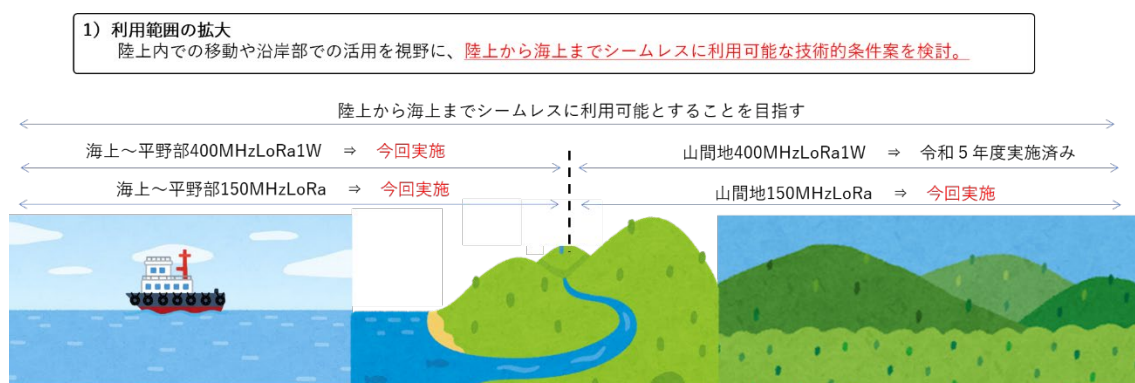 1）利用範囲の拡大
陸上内での移動や沿岸部での活用を視野に、陸上から海上までシームレスに利用可能な技術的条件案を検討。
陸上から海上までシームレスに利用可能とすることを目指す
海上～平野部400MHzLoRa1W ⇒ 今回実施
山間地400MHzLoRa1W ⇒ 令和5年度実施済み
海上～平野部150MHzLoRa ⇒ 今回実施
山間地150MHzLoRa ⇒ 今回実施